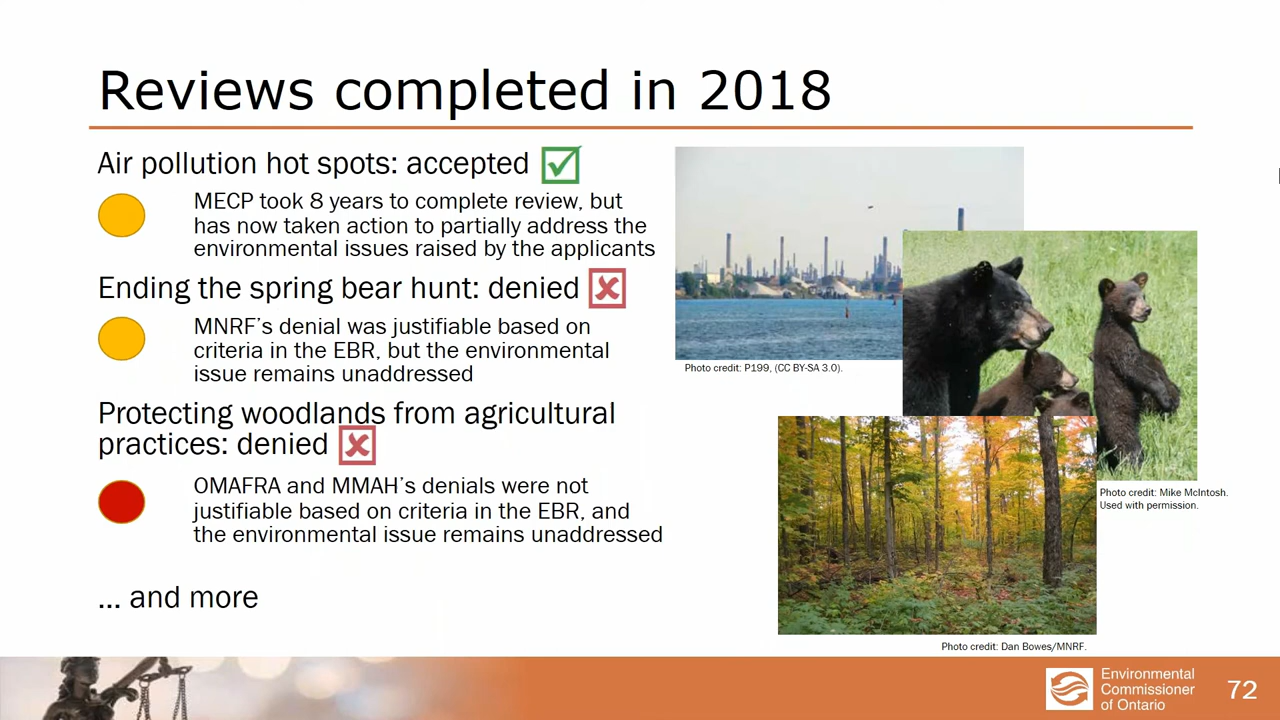 Reviews completed in 2018
Air pollution hot spots: accepted
MECP took 8 years to complete review, but
has now taken action to partially address the
environmental issues raised by the applicants
Ending the spring bear hunt: denied
MNRF’s denial was justifiable based on
criteria in the EBR, but the environmental
issue remains unaddressed
Protecting woodlands from agricultural
practices: denied
OMAFRA and MMAH’s denials were not
justifiable based on criteria in the EBR, and
the environmental issue remains unaddressed
... and more
Photo credit: P199, (CC BY-SA 3.0).
Photo credit: Mike McIntosh.
Used with permission.
Photo credit: Dan Bowes/MNRF.
Environmental
Commissioner
of Ontario
72